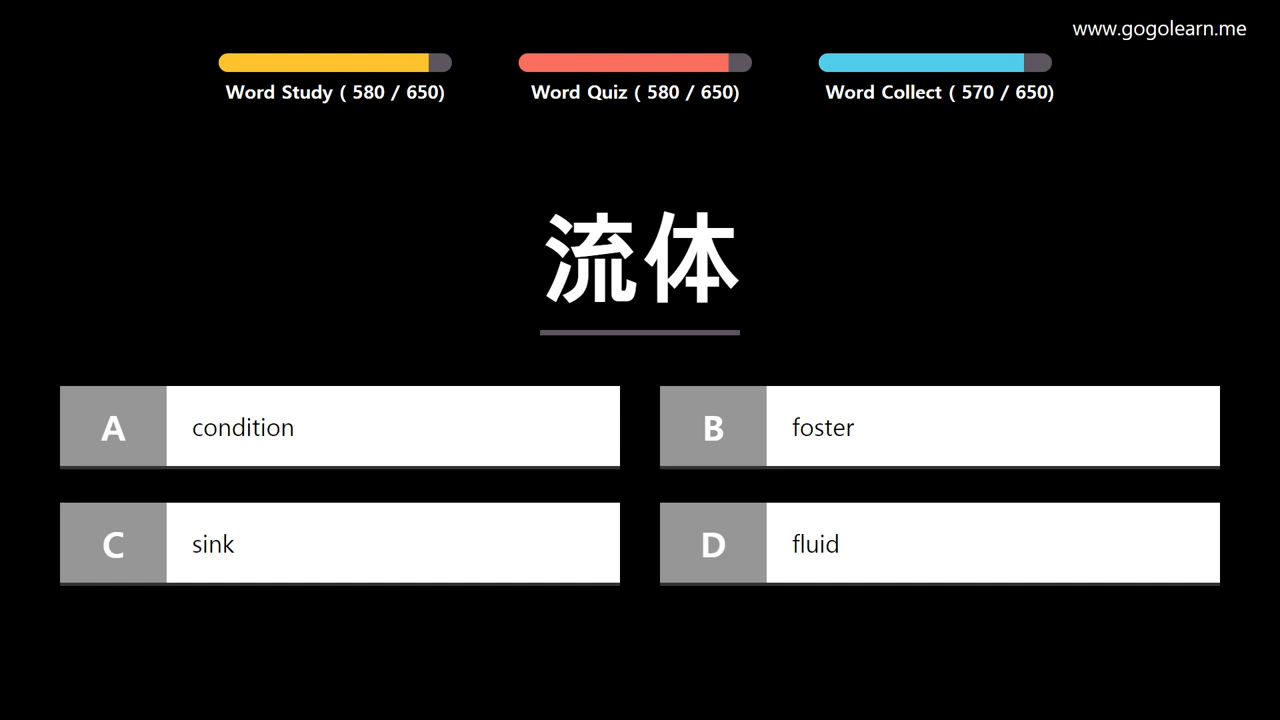 www.gogolearn.me
Word Study ( 580 / 650)
Word Quiz ( 580 / 650)
Word Collect ( 570 / 650)
流体
A condition
B foster
C sink
D fluid